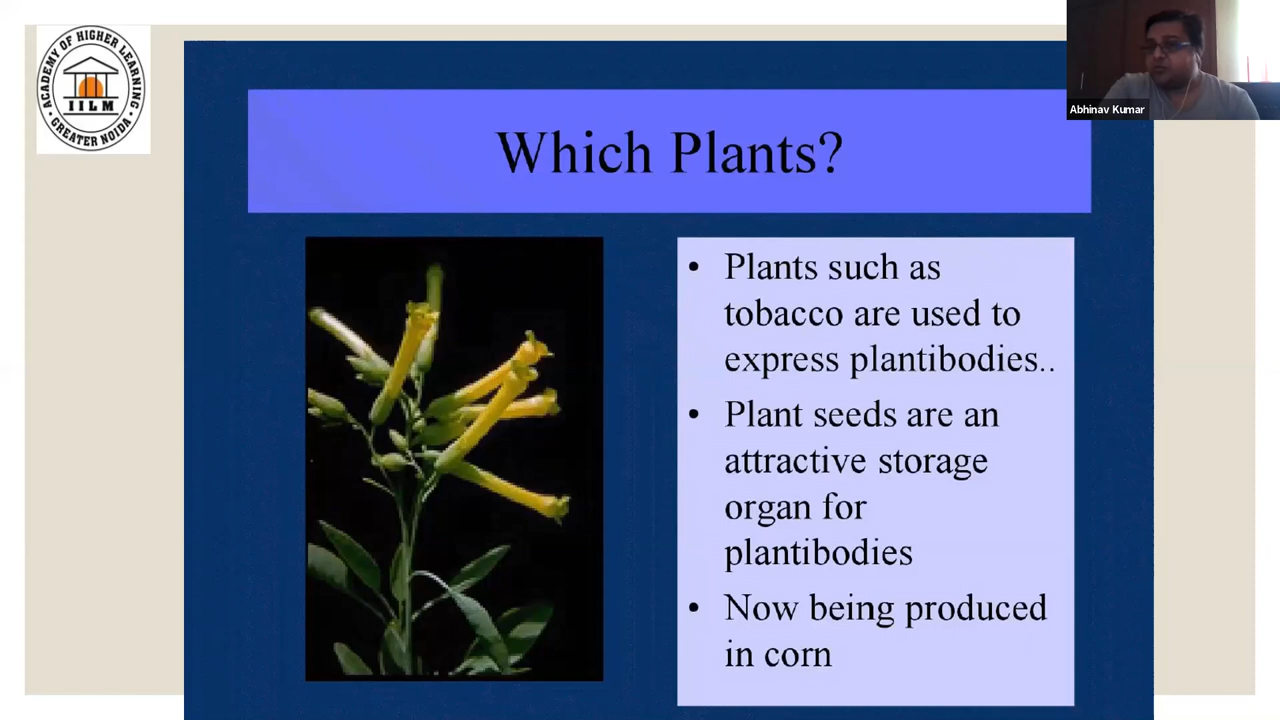 ACADEMY OF HIGHER LEARNING
IILM
GREATER NOIDA
Abhinav Kumar
Which Plants?
• Plants such as
tobacco are used to
express plantibodies..
• Plant seeds are an
attractive storage
organ for
plantibodies
• Now being produced
in corn